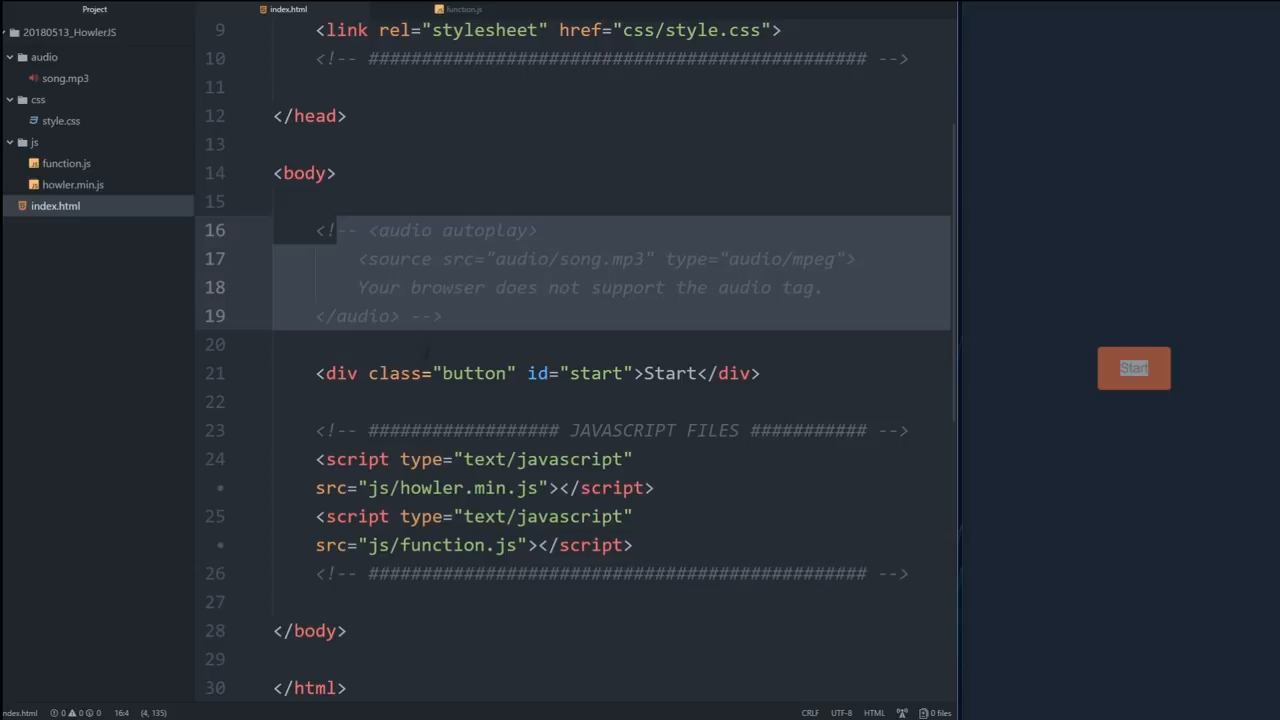 Project
index.html
function.js
20180513_HowlerJS
audio
song.mp3
css
style.css
js
function.js
howler.min.js
index.html
9 <link rel="stylesheet" href="css/style.css">
10 <!-- ############################################### -->
11
12 </head>
13
14 <body>
15
16 <!-- <audio autoplay>
17 <source src="audio/song.mp3" type="audio/mpeg">
18 Your browser does not support the audio tag.
19 </audio> -->
20
21 <div class="button" id="start">Start</div>
22
23 <!-- ################## JAVASCRIPT FILES ########### -->
24 <script type="text/javascript"
• src="js/howler.min.js"></script>
25 <script type="text/javascript"
• src="js/function.js"></script>
26 <!-- ############################################### -->
27
28 </body>
29
30 </html>
Start
index.html 0 0 0 16:4 (4, 135) CRLF UTF-8 HTML 0 files